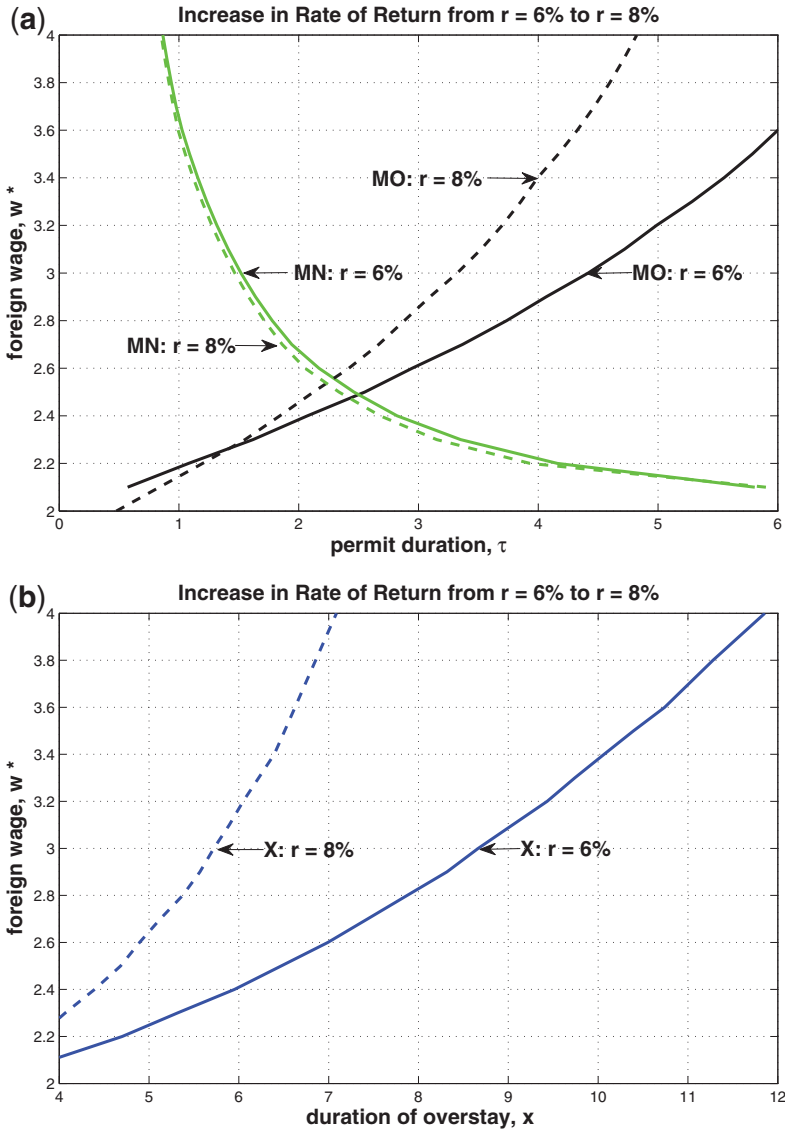 (a)
Increase in Rate of Return from r = 6% to r = 8%
4
3.8
3.6
3.4
3.2
3
2.8
2.6
2.4
2.2
2
foreign wage, w *
MO: r = 8%
MN: r = 6%
MO: r = 6%
MN: r = 8%
0 1 2 3 4 5 6
permit duration, τ
(b)
Increase in Rate of Return from r = 6% to r = 8%
4
3.8
3.6
3.4
3.2
3
2.8
2.6
2.4
2.2
2
foreign wage, w *
X: r = 8%
X: r = 6%
4 5 6 7 8 9 10 11 12
duration of overstay, x